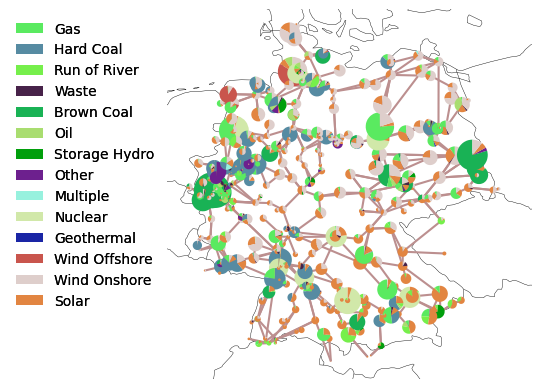 Gas
Hard Coal
Run of River
Waste
Brown Coal
Oil
Storage Hydro
Other
Multiple
Nuclear
Geothermal
Wind Offshore
Wind Onshore
Solar